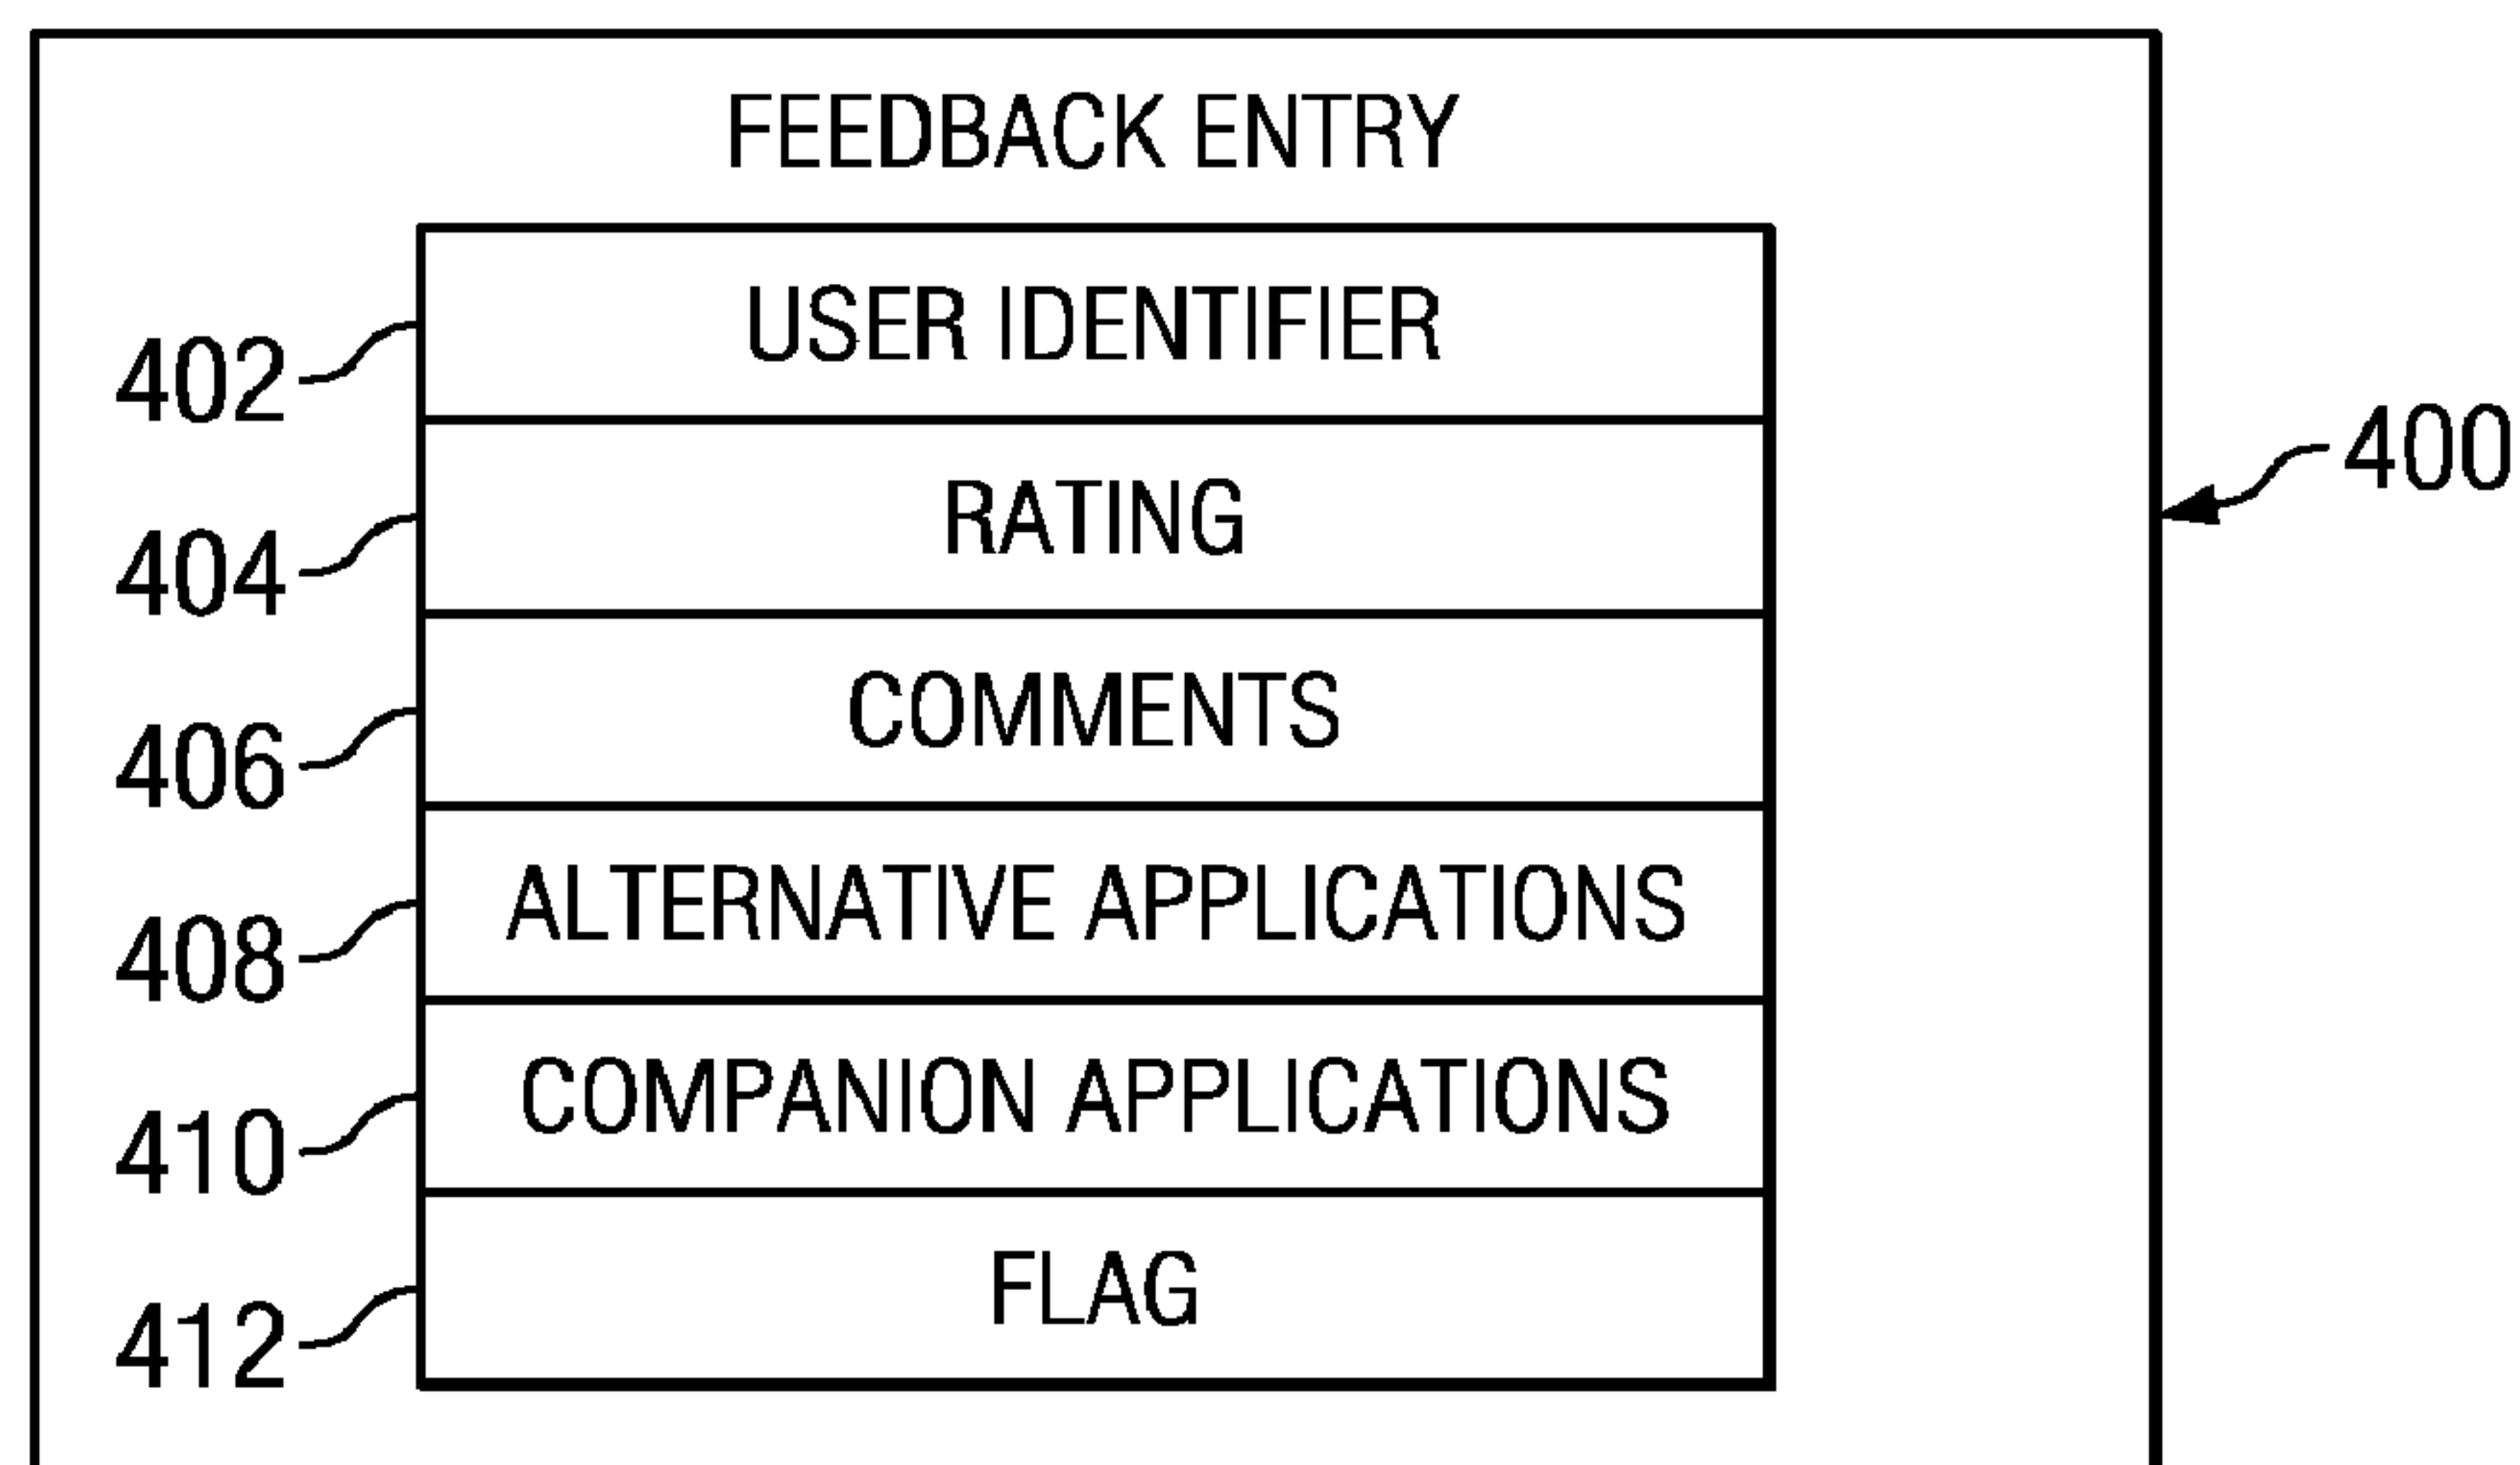 FEEDBACK ENTRY
USER IDENTIFIER
402
RATING
400
404
COMMENTS
406
ALTERNATIVE APPLICATIONS
408
COMPANION APPLICATIONS
410
FLAG
412